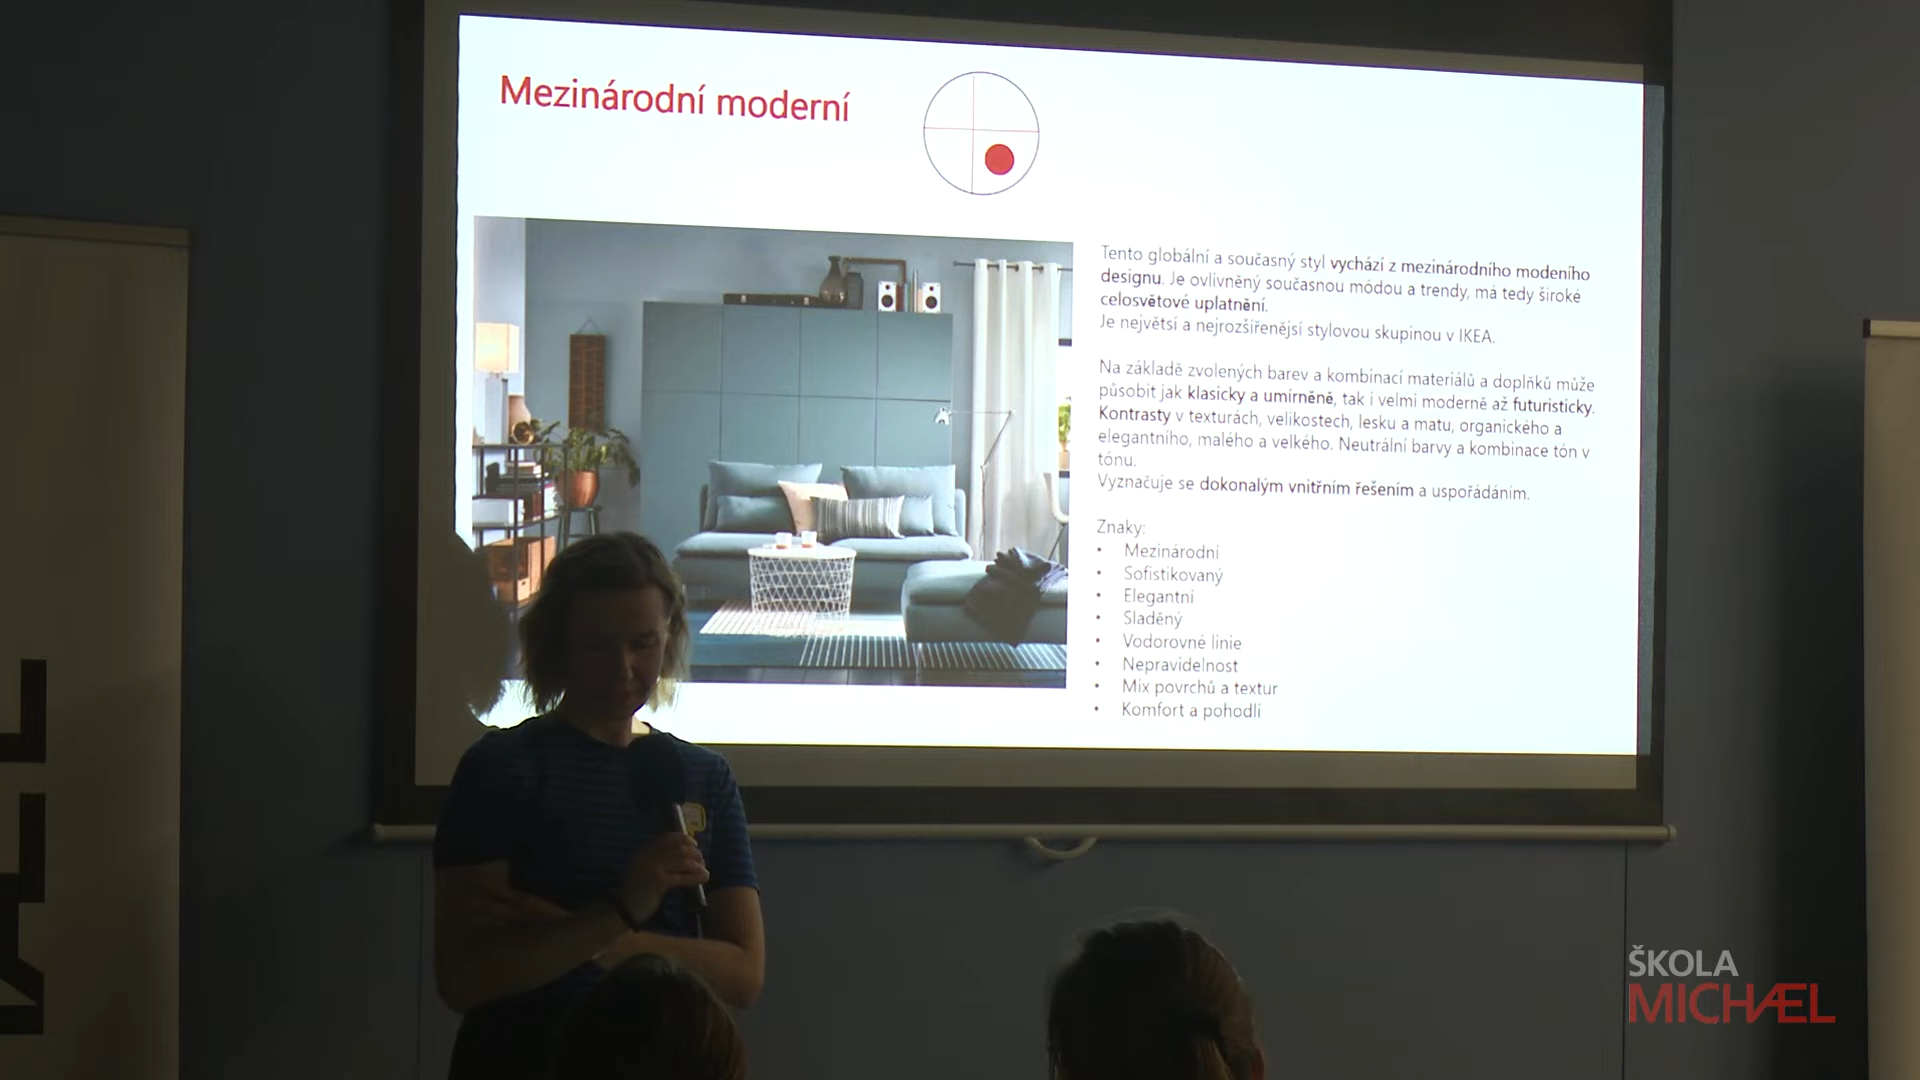 Mezinárodní moderní
Tento globální a současný styl vychází z mezinárodního modeního
designu. Je ovlivněný současnou módou a trendy, má tedy široké
celosvětové uplatnění.
Je největsí a nejrozšířenějsí stylovou skupinou v IKEA.
Na základě zvolených barev a kombinací materiálů a doplňků může
působit jak klasicky a umírněně, tak i velmi moderně až futuristicky.
Kontrasty v texturách, velikostech, lesku a matu, organického a
elegantního, malého a velkého. Neutrální barvy a kombinace tón v
tónu.
Vyznačuje se dokonalým vnitřním řešením a uspořádáním.
Znaky:
• Mezinárodní
• Sofistikovaný
• Elegantní
• Sladěný
• Vodorovné linie
• Nepravidelnost
• Mix povrchů a textur
• Komfort a pohodlí
ŠKOLA
MICHAEL